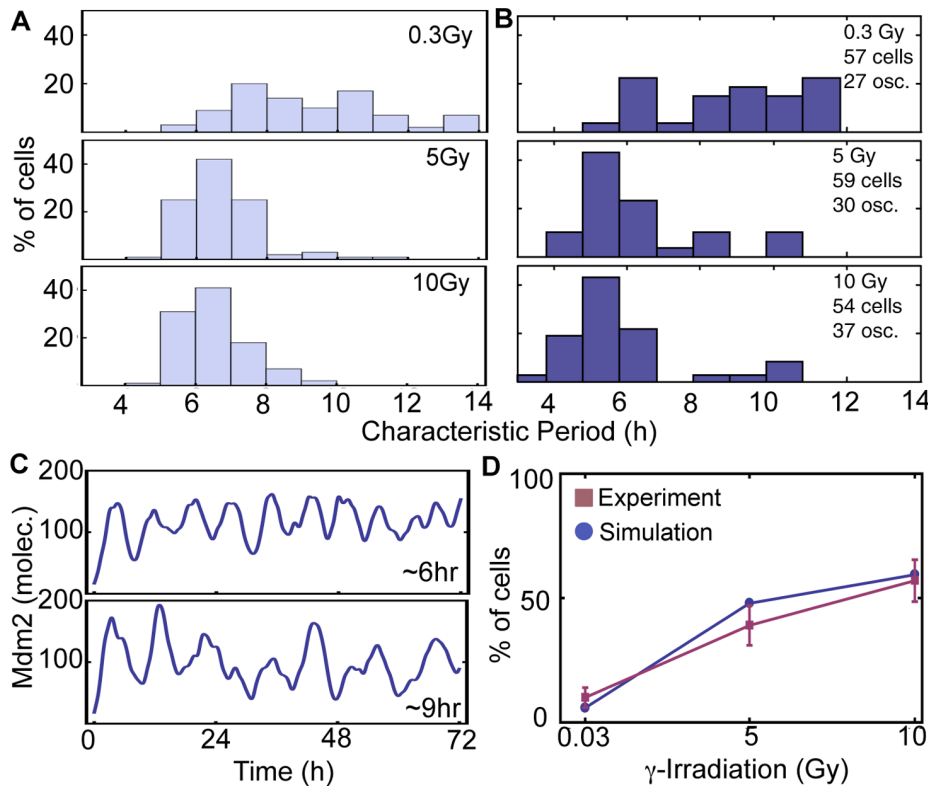 A
0.3Gy
40
20
5Gy
40
20
10Gy
40
20
% of cells
4 6 8 10 12 14
B
0.3 Gy
57 cells
27 osc.
5 Gy
59 cells
30 osc.
10 Gy
54 cells
37 osc.
4 6 8 10 12 14
Characteristic Period (h)
C
200
100
~6hr
200
100
~9hr
Mdm2 (molec.)
0 24 48 72
Time (h)
D
100
50
0
% of cells
Experiment
Simulation
0.03 5 10
γ-Irradiation (Gy)